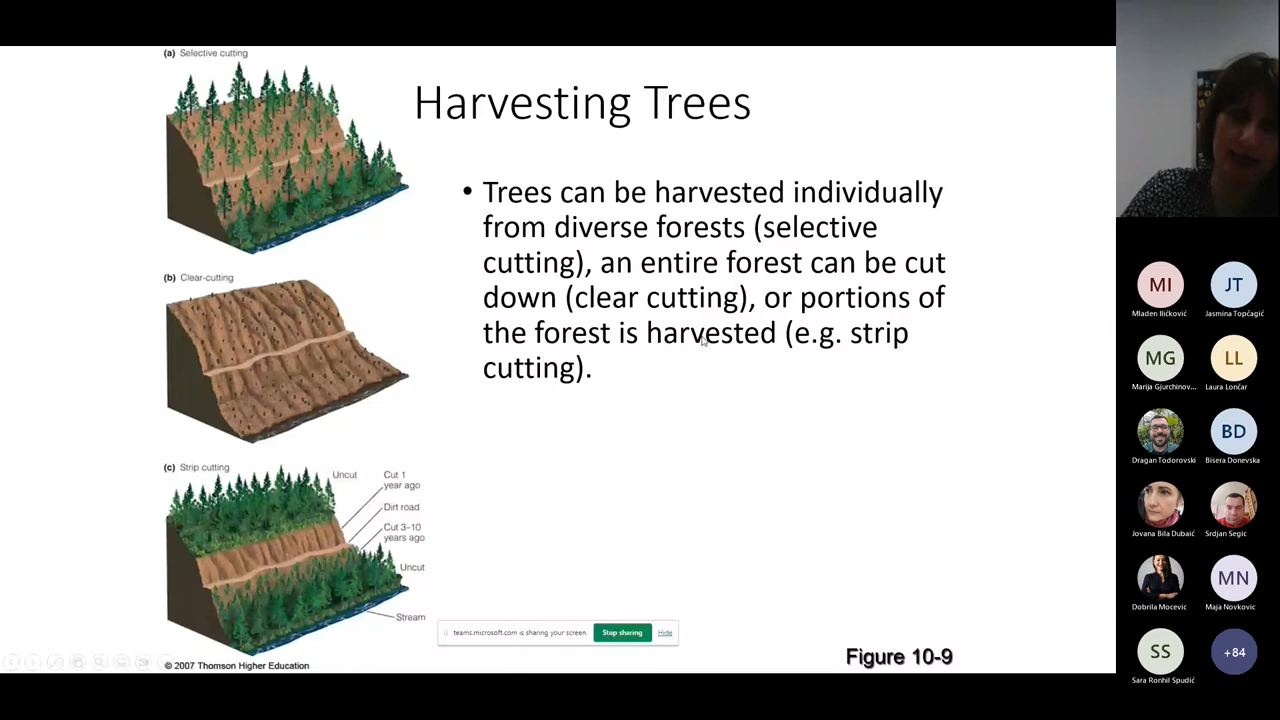 (a) Selective cutting
Harvesting Trees
• Trees can be harvested individually
from diverse forests (selective
cutting), an entire forest can be cut
down (clear cutting), or portions of
the forest is harvested (e.g. strip
cutting).
(b) Clear-cutting
(c) Strip cutting
Uncut
Cut 1
year ago
Dirt road
Cut 3–10
years ago
Uncut
Stream
© 2007 Thomson Higher Education
teams.microsoft.com is sharing your screen.
Stop sharing
Hide
Figure 10-9
MI
Mladen Iličković
JT
Jasmina Topčagić
MG
Marija Gjurchinov...
LL
Laura Lončar
Dragan Todorovski
BD
Bisera Donevska
Jovana Bila Dubaić
Srdjan Segic
Dobrila Mocevic
MN
Maja Novkovic
SS
Sara Ronhil Spudić
+84